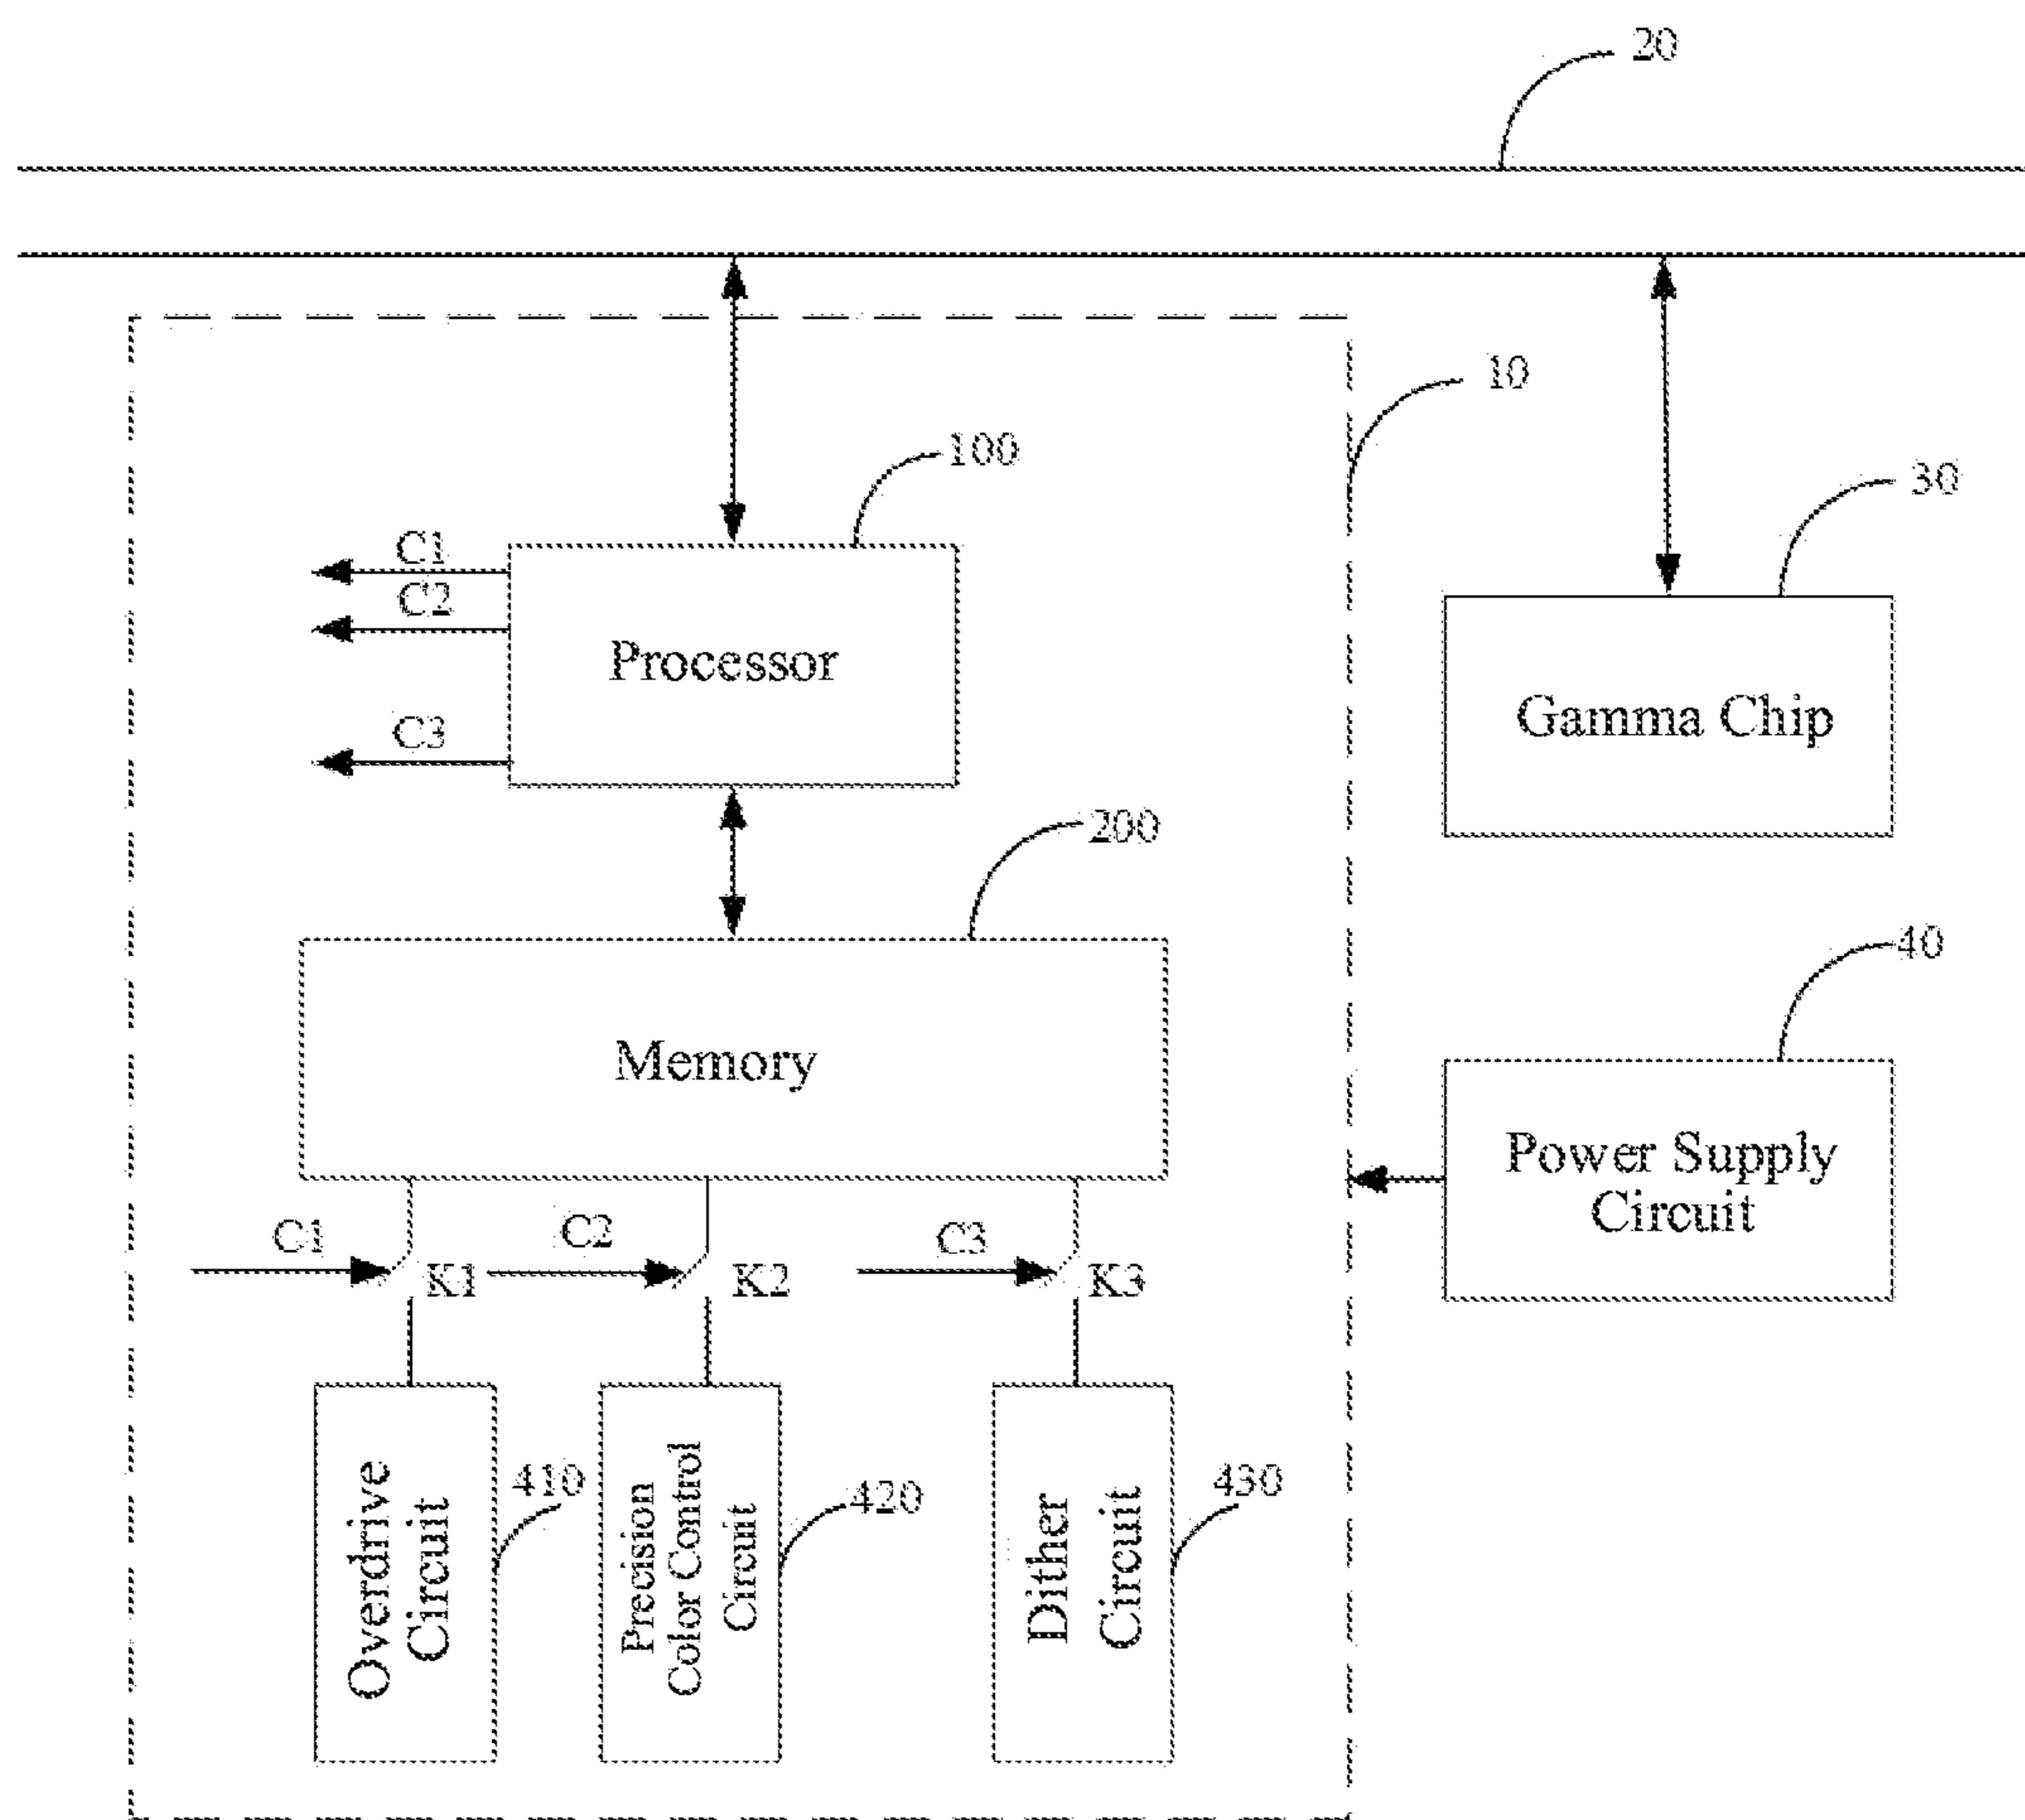 20
10
100
30
C1
C2
Processor
C3
Gamma Chip
200
40
Memory
Power Supply
Circuit
C1
C2
C3
K1
K2
K3
Overdrive
Circuit
410
Precision
Color Control
Circuit
420
Dither
Circuit
430